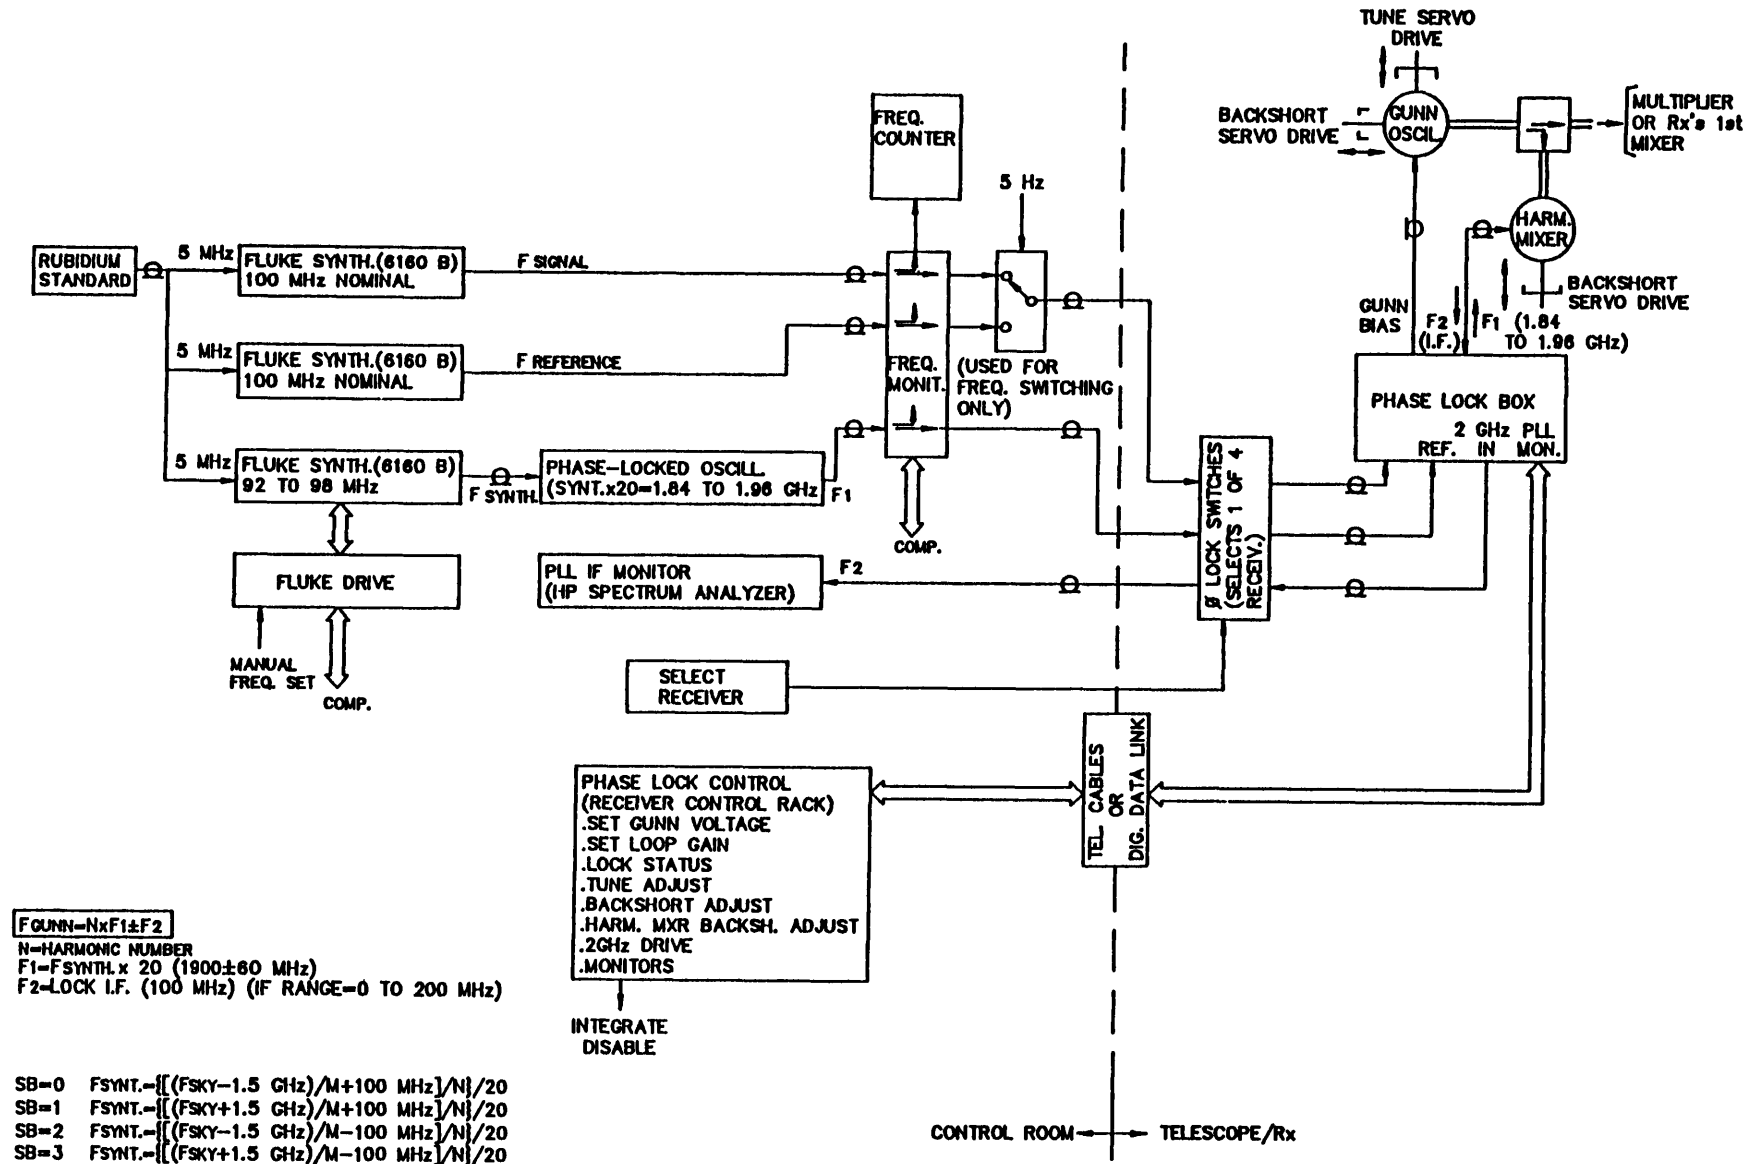 TUNE SERVO
DRIVE
BACKSHORT
SERVO DRIVE
GUNN
OSCIL.
MULTIPLIER
OR Rx's 1st
MIXER
HARM.
MIXER
BACKSHORT
SERVO DRIVE
GUNN
BIAS
F2
(I.F.)
F1 (1.84
TO 1.96 GHz)
PHASE LOCK BOX
REF.
2 GHz
IN
PLL
MON.
FREQ.
COUNTER
5 Hz
RUBIDIUM
STANDARD
5 MHz
FLUKE SYNTH.(6160 B)
100 MHz NOMINAL
F SIGNAL
5 MHz
FLUKE SYNTH.(6160 B)
100 MHz NOMINAL
F REFERENCE
FREQ.
MONIT.
(USED FOR
FREQ. SWITCHING
ONLY)
5 MHz
FLUKE SYNTH.(6160 B)
92 TO 98 MHz
F SYNTH.
PHASE-LOCKED OSCILL.
(SYNT.x20=1.84 TO 1.96 GHz
F1
COMP.
Ø LOCK SWITCHES
(SELECTS 1 OF 4
RECEIV.)
FLUKE DRIVE
MANUAL
FREQ. SET
COMP.
PLL IF MONITOR
(HP SPECTRUM ANALYZER)
F2
SELECT
RECEIVER
TEL. CABLES
OR
DIG. DATA LINK
PHASE LOCK CONTROL
(RECEIVER CONTROL RACK)
.SET GUNN VOLTAGE
.SET LOOP GAIN
.LOCK STATUS
.TUNE ADJUST
.BACKSHORT ADJUST
.HARM. MXR BACKSH. ADJUST
.2GHz DRIVE
.MONITORS
INTEGRATE
DISABLE
FGUNN=NxF1±F2
N=HARMONIC NUMBER
F1=FSYNTH. x 20 (1900±60 MHz)
F2=LOCK I.F. (100 MHz) (IF RANGE=0 TO 200 MHz)
SB=0 FSYNT.={[(FSKY-1.5 GHz)/M+100 MHz]/N}/20
SB=1 FSYNT.={[(FSKY+1.5 GHz)/M+100 MHz]/N}/20
SB=2 FSYNT.={[(FSKY-1.5 GHz)/M-100 MHz]/N}/20
SB=3 FSYNT.={[(FSKY+1.5 GHz)/M-100 MHz]/N}/20
CONTROL ROOM
TELESCOPE/Rx